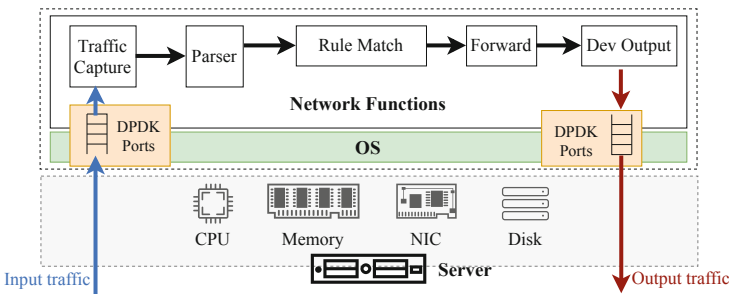 Traffic
Capture
Parser
Rule Match
Forward
Dev Output
Network Functions
DPDK
Ports
DPDK
Ports
OS
CPU
Memory
NIC
Disk
Input traffic
Server
Output traffic